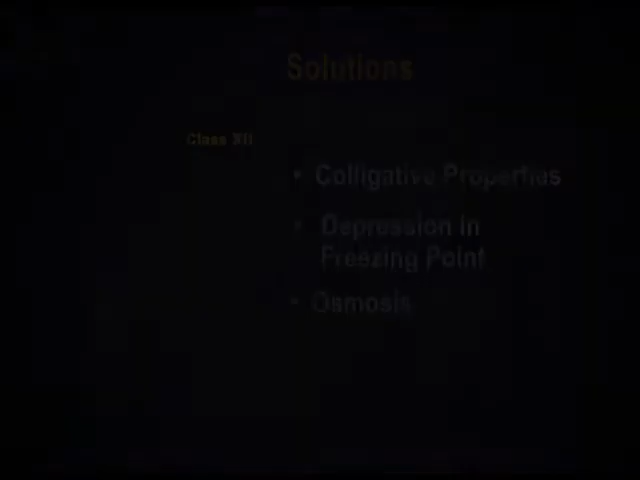 Solutions
Class XII
• Colligative Properties
• Depression in
Freezing Point
• Osmosis